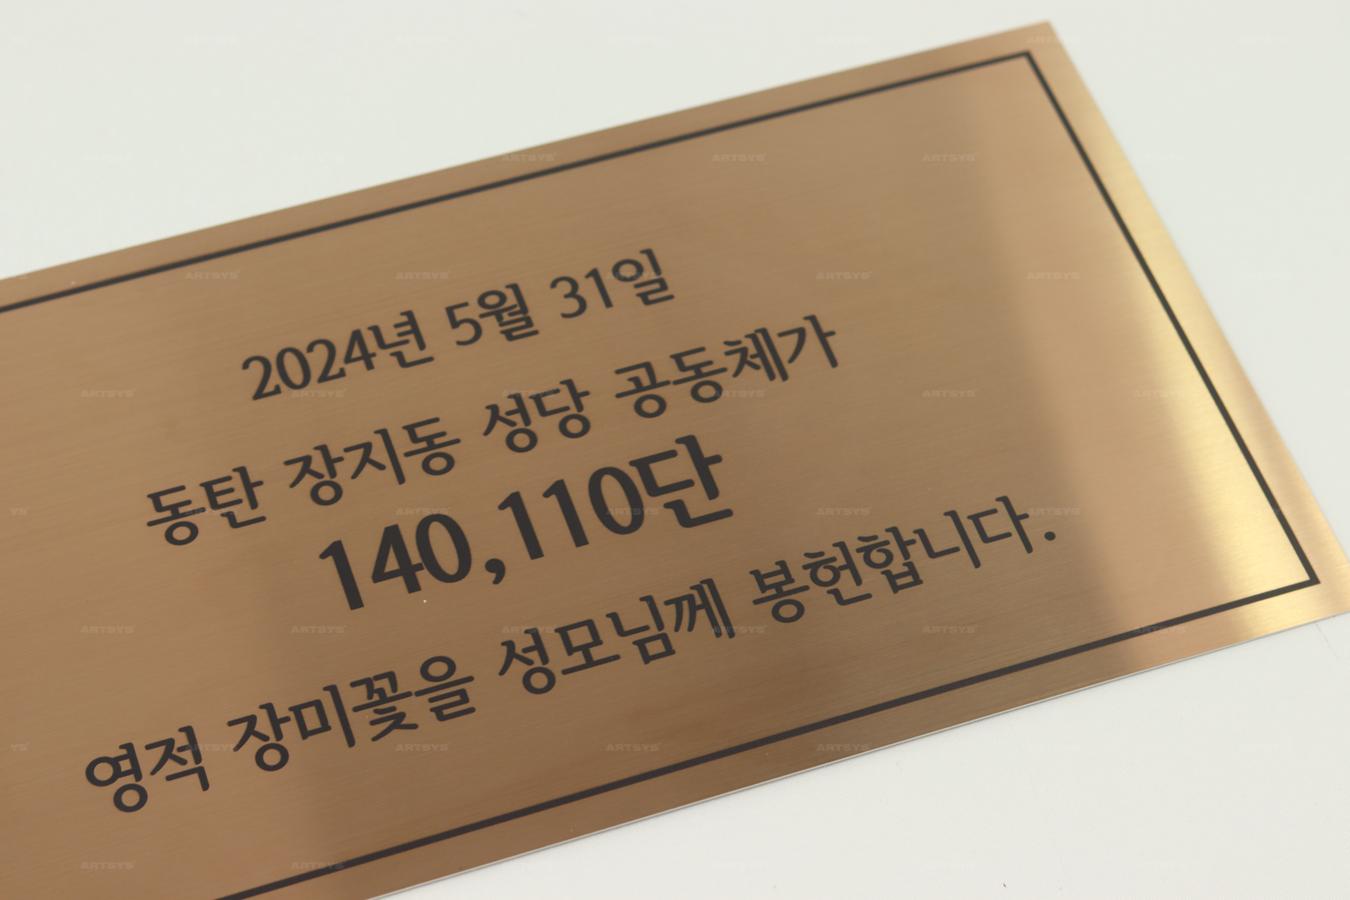 2024년 5월 31일
동탄 장지동 성당 공동체가
140,110단
영적 장미꽃을 성모님께 봉헌합니다.
ARTSYS